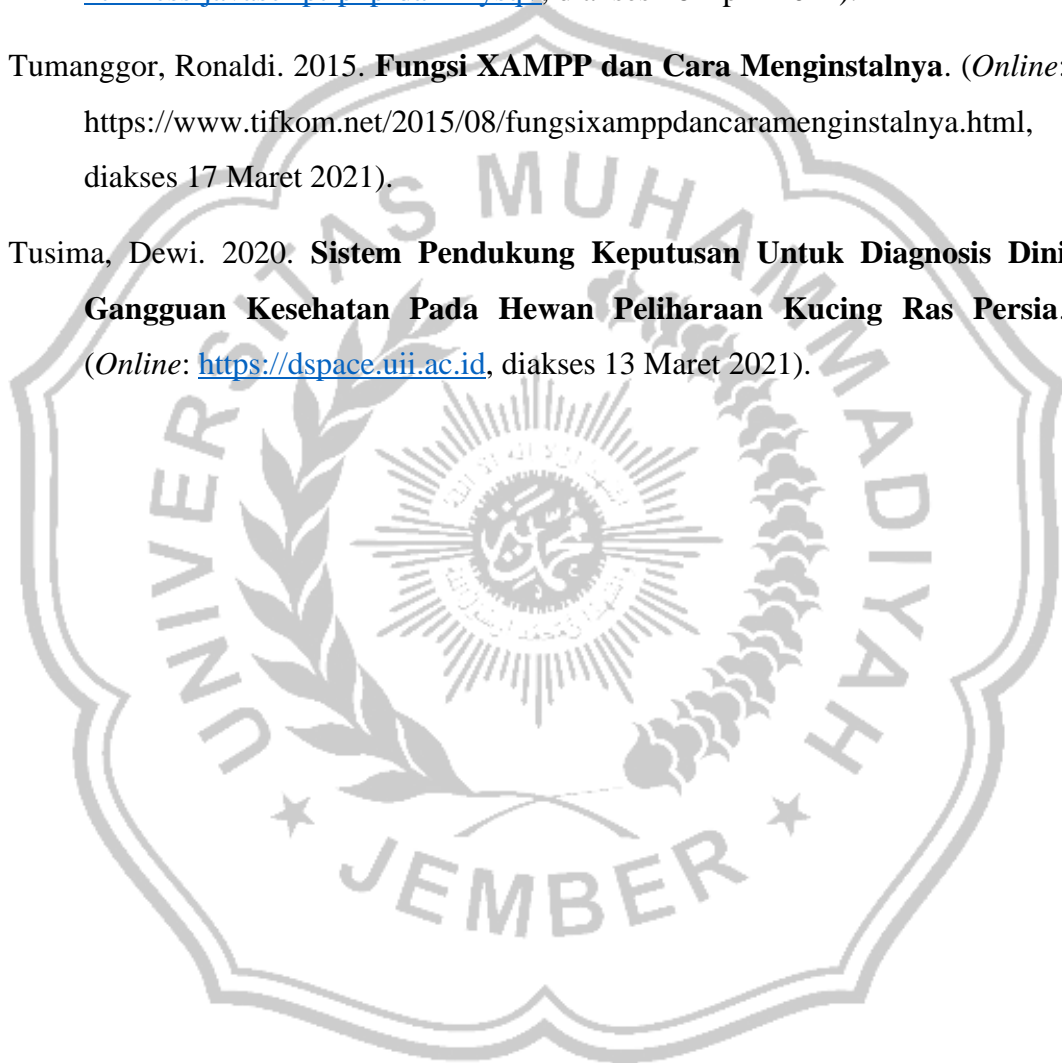 Tumanggor, Ronaldi. 2015. Fungsi XAMPP dan Cara Menginstalnya. (Online:
https://www.tifkom.net/2015/08/fungsixamppdancaramenginstalnya.html,
diakses 17 Maret 2021).
Tusima, Dewi. 2020. Sistem Pendukung Keputusan Untuk Diagnosis Dini
Gangguan Kesehatan Pada Hewan Peliharaan Kucing Ras Persia.
(Online: https://dspace.uii.ac.id, diakses 13 Maret 2021).
UNIVERSITAS MUHAMMADIYAH
JEMBER